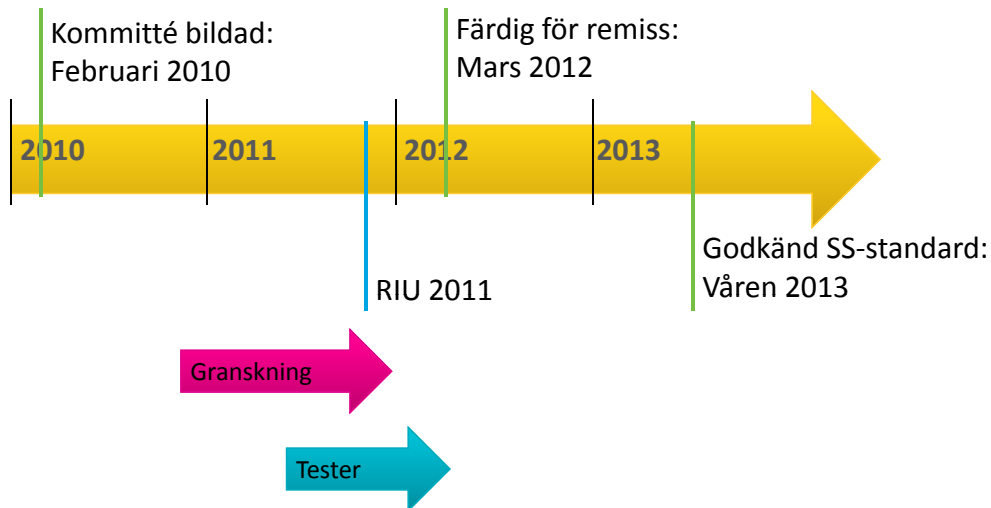 Kommitté bildad:
Februari 2010
Färdig för remiss:
Mars 2012
2010
2011
2012
2013
RIU 2011
Godkänd SS-standard:
Våren 2013
Granskning
Tester